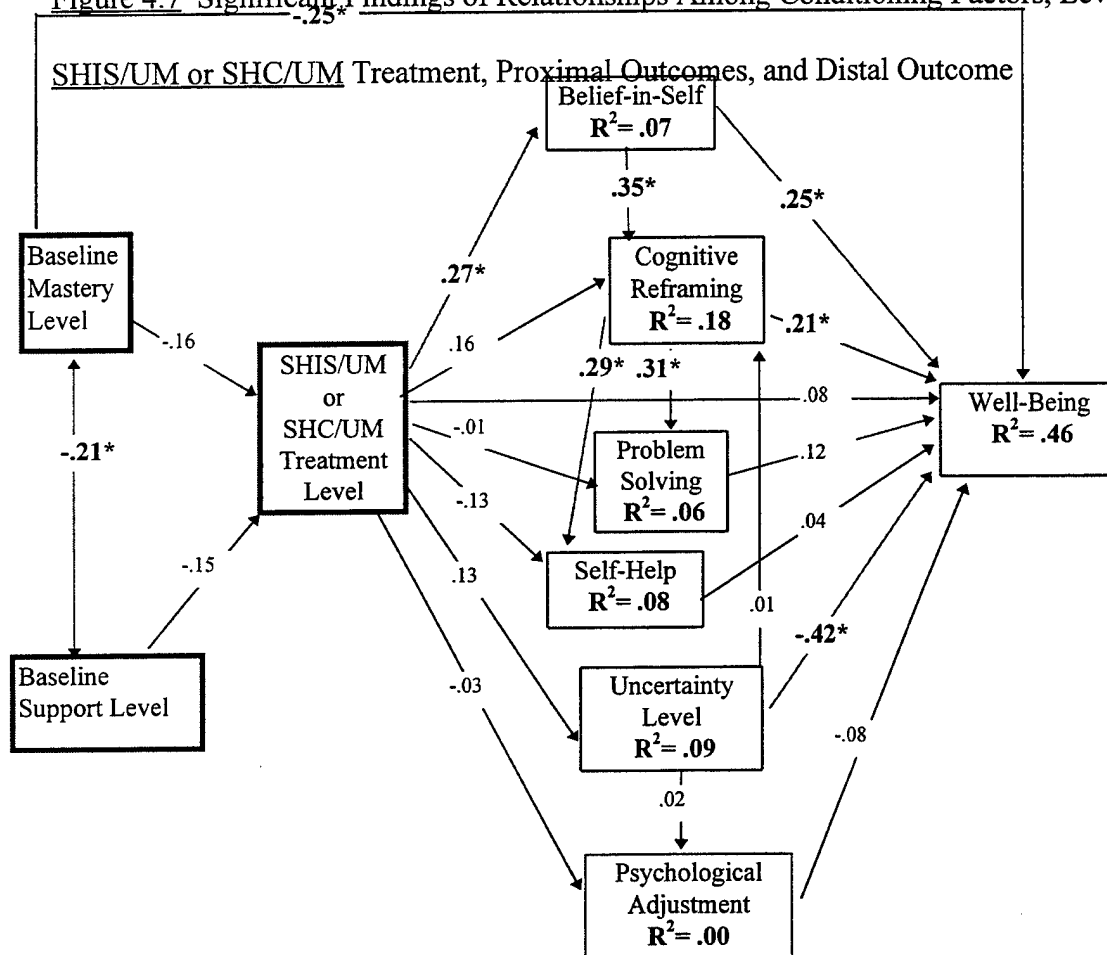 Figure 4.7 Significant Findings of Relationships Among Conditioning Factors, Lev
-.25*
SHIS/UM or SHC/UM Treatment, Proximal Outcomes, and Distal Outcome
Belief-in-Self
R²= .07
.35*
.25*
Baseline
Mastery
Level
Cognitive
Reframing
R²= .18
.27*
.21*
-.16
.16
SHIS/UM
or
SHC/UM
Treatment
Level
.29*
.31*
.08
Well-Being
R²= .46
-.01
-.21*
Problem
Solving
R²= .06
.12
-.13
.04
-.15
Self-Help
R²= .08
.13
.01
-.42*
Baseline
Support Level
-.03
Uncertainty
Level
R²= .09
-.08
.02
Psychological
Adjustment
R²= .00